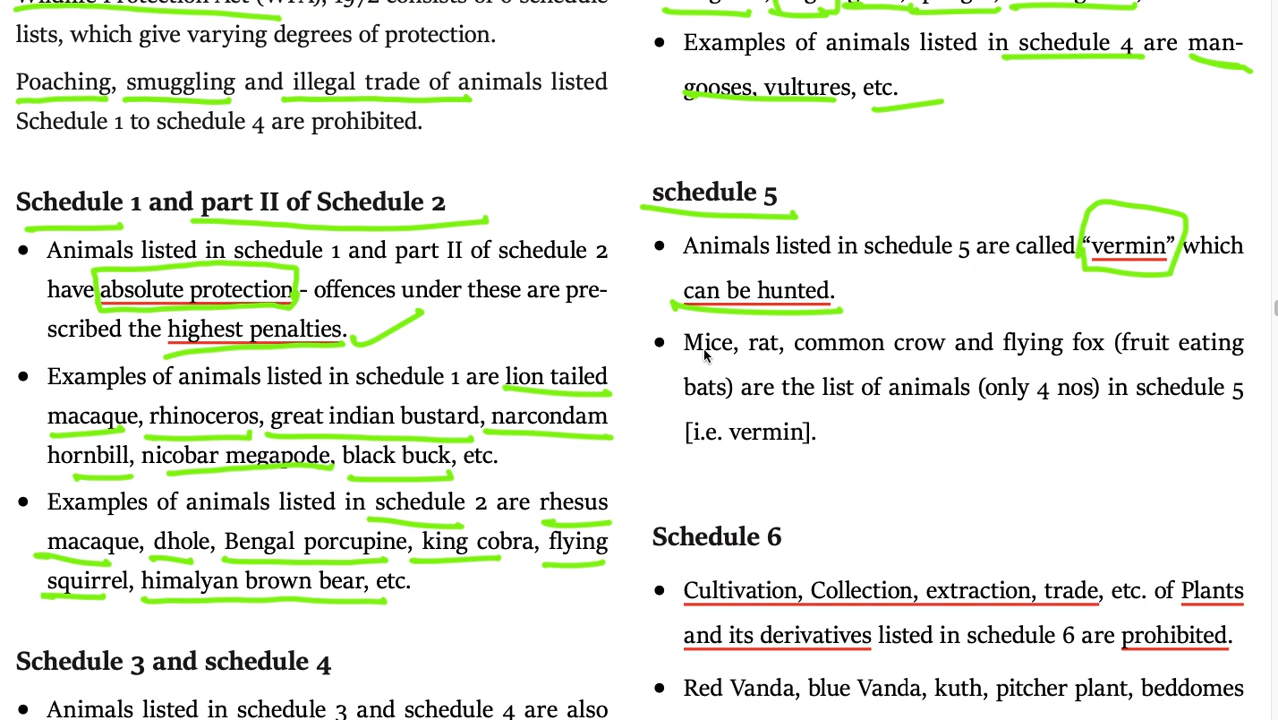 Wildlife Protection Act (WPA), 1972 consists of 6 schedule
lists, which give varying degrees of protection.
Poaching, smuggling and illegal trade of animals listed
Schedule 1 to schedule 4 are prohibited.
Schedule 1 and part II of Schedule 2
• Animals listed in schedule 1 and part II of schedule 2
have absolute protection - offences under these are pre-
scribed the highest penalties.
• Examples of animals listed in schedule 1 are lion tailed
macaque, rhinoceros, great indian bustard, narcondam
hornbill, nicobar megapode, black buck, etc.
• Examples of animals listed in schedule 2 are rhesus
macaque, dhole, Bengal porcupine, king cobra, flying
squirrel, himalyan brown bear, etc.
Schedule 3 and schedule 4
• Animals listed in schedule 3 and schedule 4 are also
• Examples of animals listed in schedule 4 are man-
gooses, vultures, etc.
schedule 5
• Animals listed in schedule 5 are called “vermin” which
can be hunted.
• Mice, rat, common crow and flying fox (fruit eating
bats) are the list of animals (only 4 nos) in schedule 5
[i.e. vermin].
Schedule 6
• Cultivation, Collection, extraction, trade, etc. of Plants
and its derivatives listed in schedule 6 are prohibited.
• Red Vanda, blue Vanda, kuth, pitcher plant, beddomes